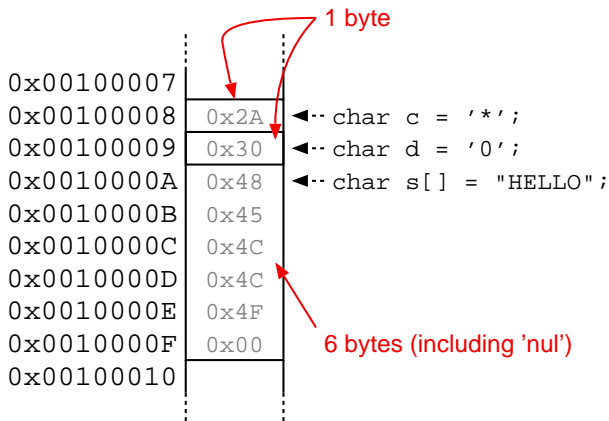 1 byte
0x00100007
0x00100008 0x2A char c = '*';
0x00100009 0x30 char d = '0';
0x0010000A 0x48 char s[] = "HELLO";
0x0010000B 0x45
0x0010000C 0x4C
0x0010000D 0x4C
0x0010000E 0x4F
0x0010000F 0x00 6 bytes (including ’nul’)
0x00100010